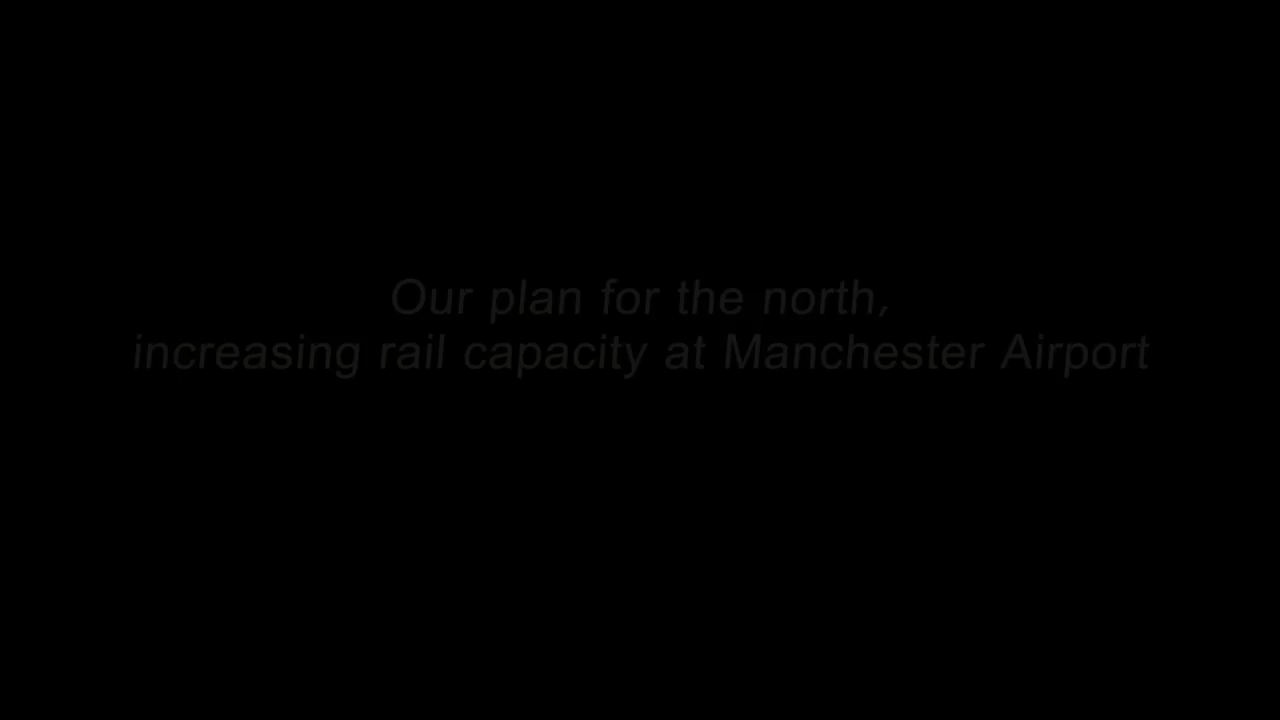 Our plan for the north,
increasing rail capacity at Manchester Airport